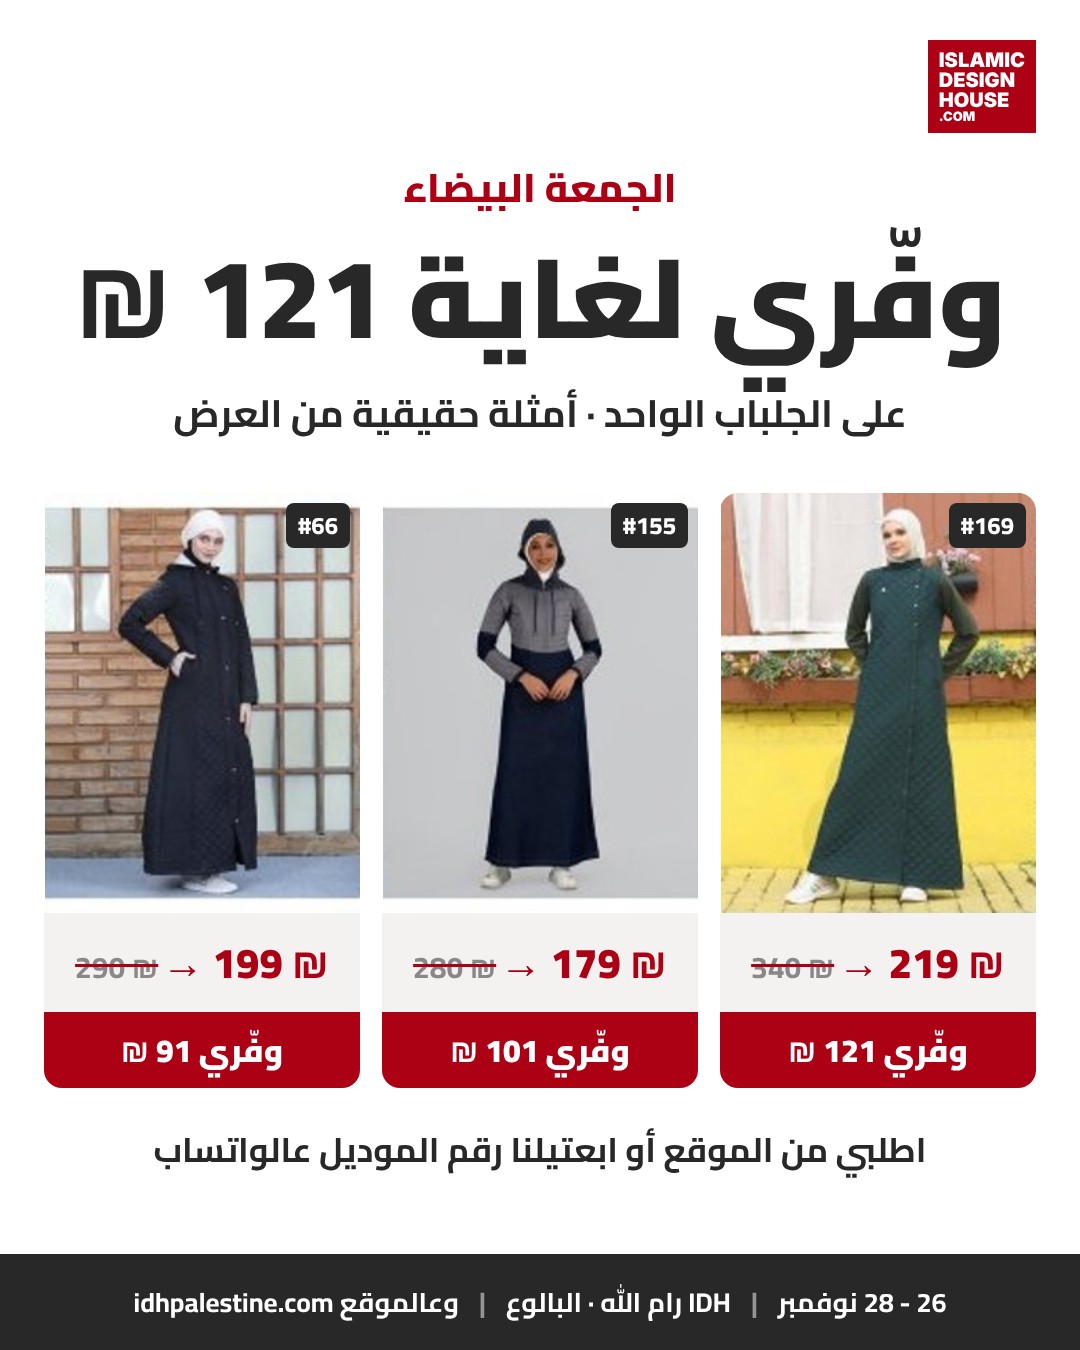 ISLAMIC
DESIGN
HOUSE
.COM
الجمعة البيضاء
وفّري لغاية 121 ₪
على الجلباب الواحد · أمثلة حقيقية من العرض
#169
#155
#66
340 ₪ → 219 ₪
280 ₪ → 179 ₪
290 ₪ → 199 ₪
وفّري 121 ₪
وفّري 101 ₪
وفّري 91 ₪
اطلبي من الموقع أو ابعتيلنا رقم الموديل عالواتساب
26 - 28 نوفمبر | IDH رام الله · البالوع | وعالموقع idhpalestine.com